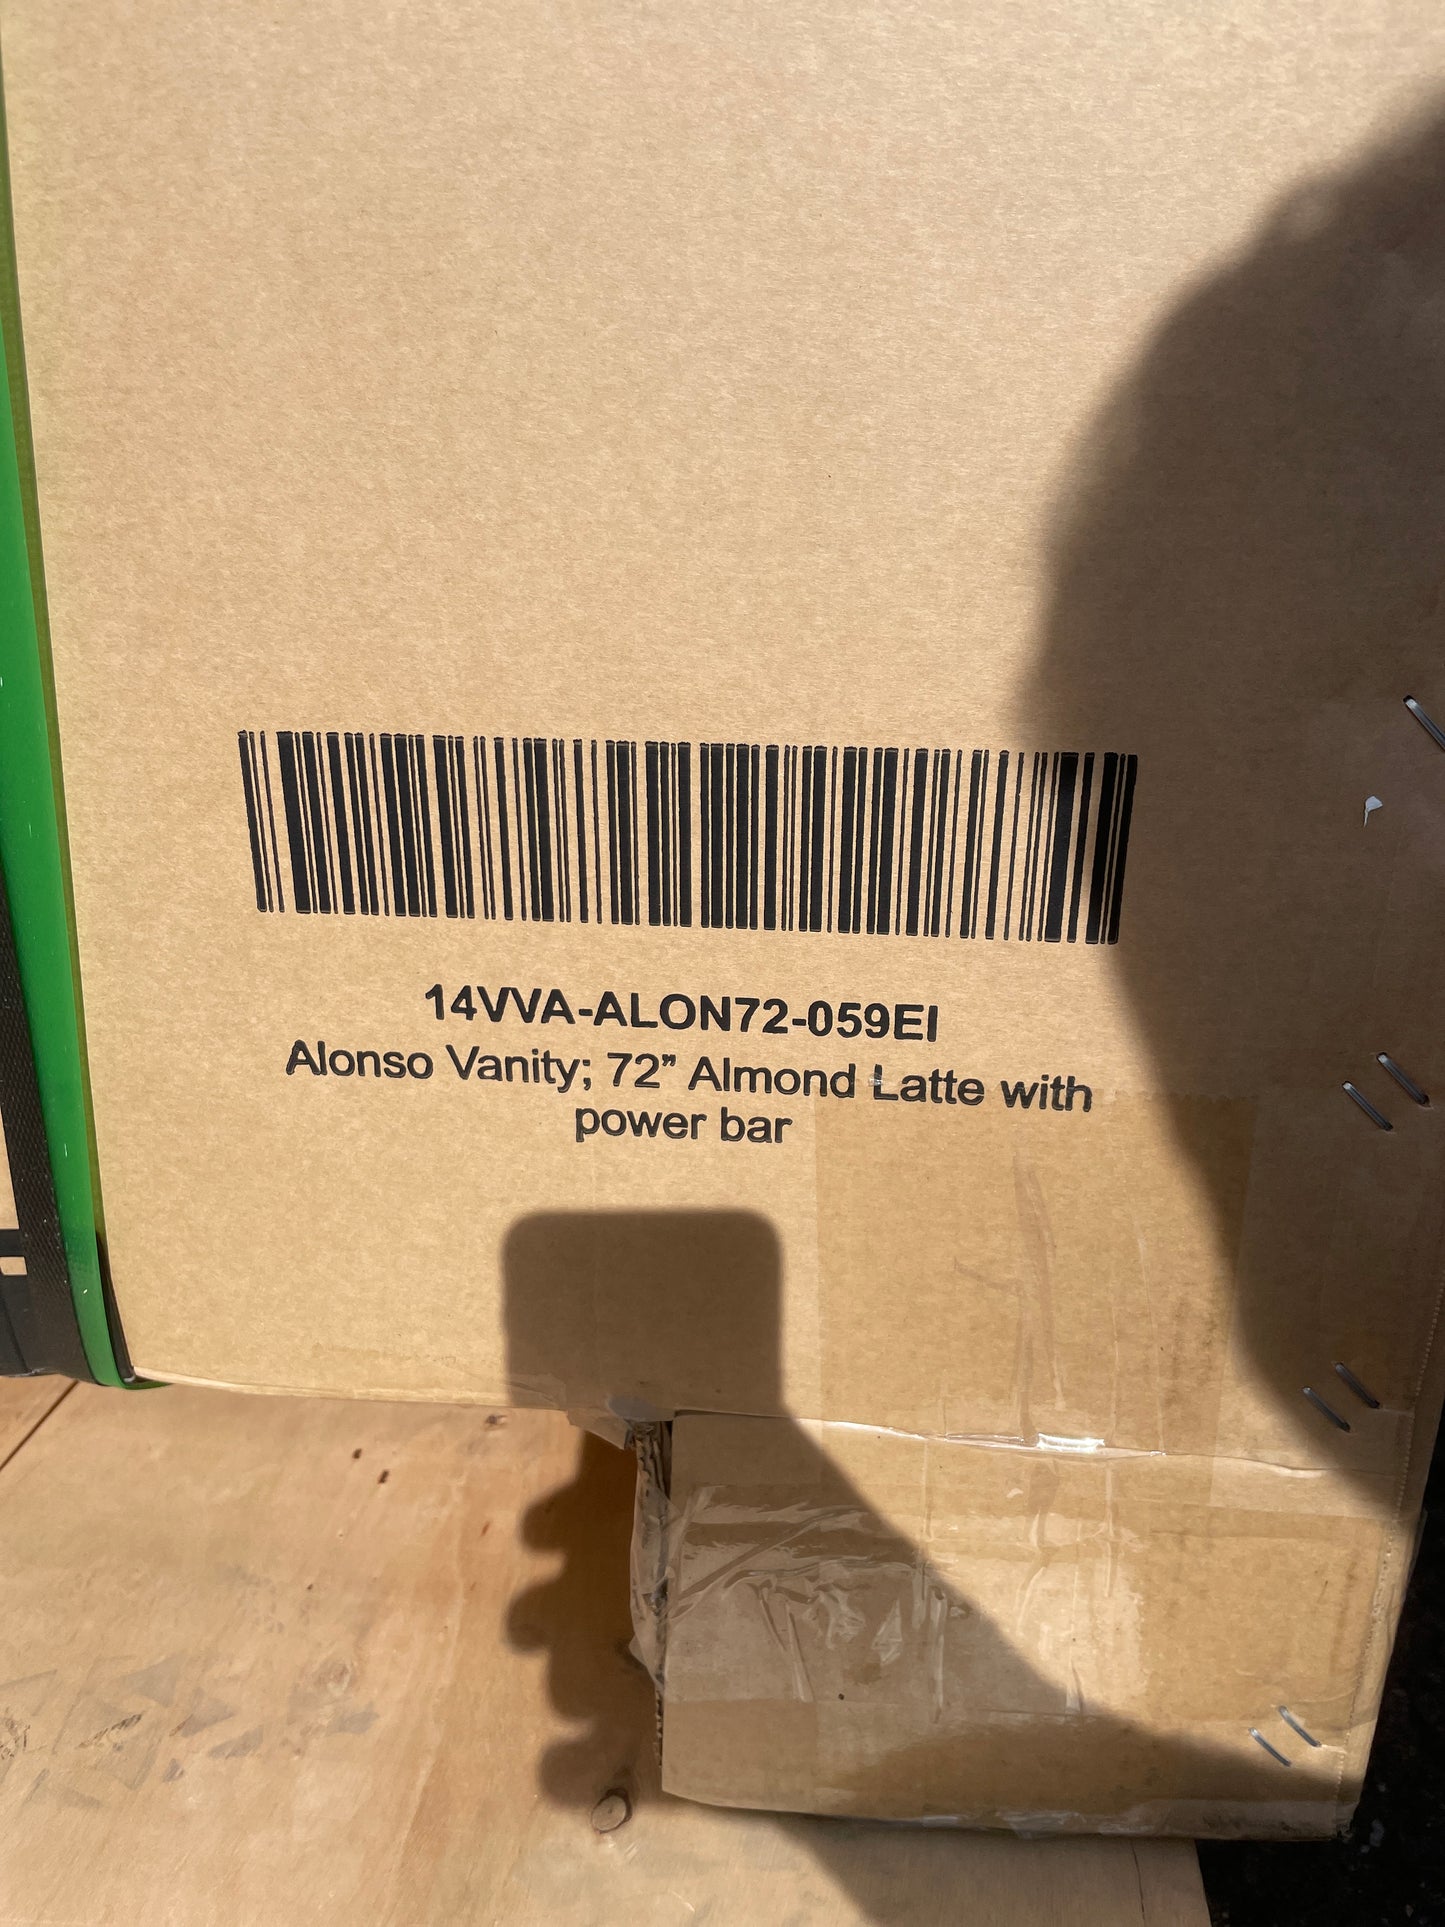 14VVA-ALON72-059EI
Alonso Vanity; 72” Almond Latte with
power bar